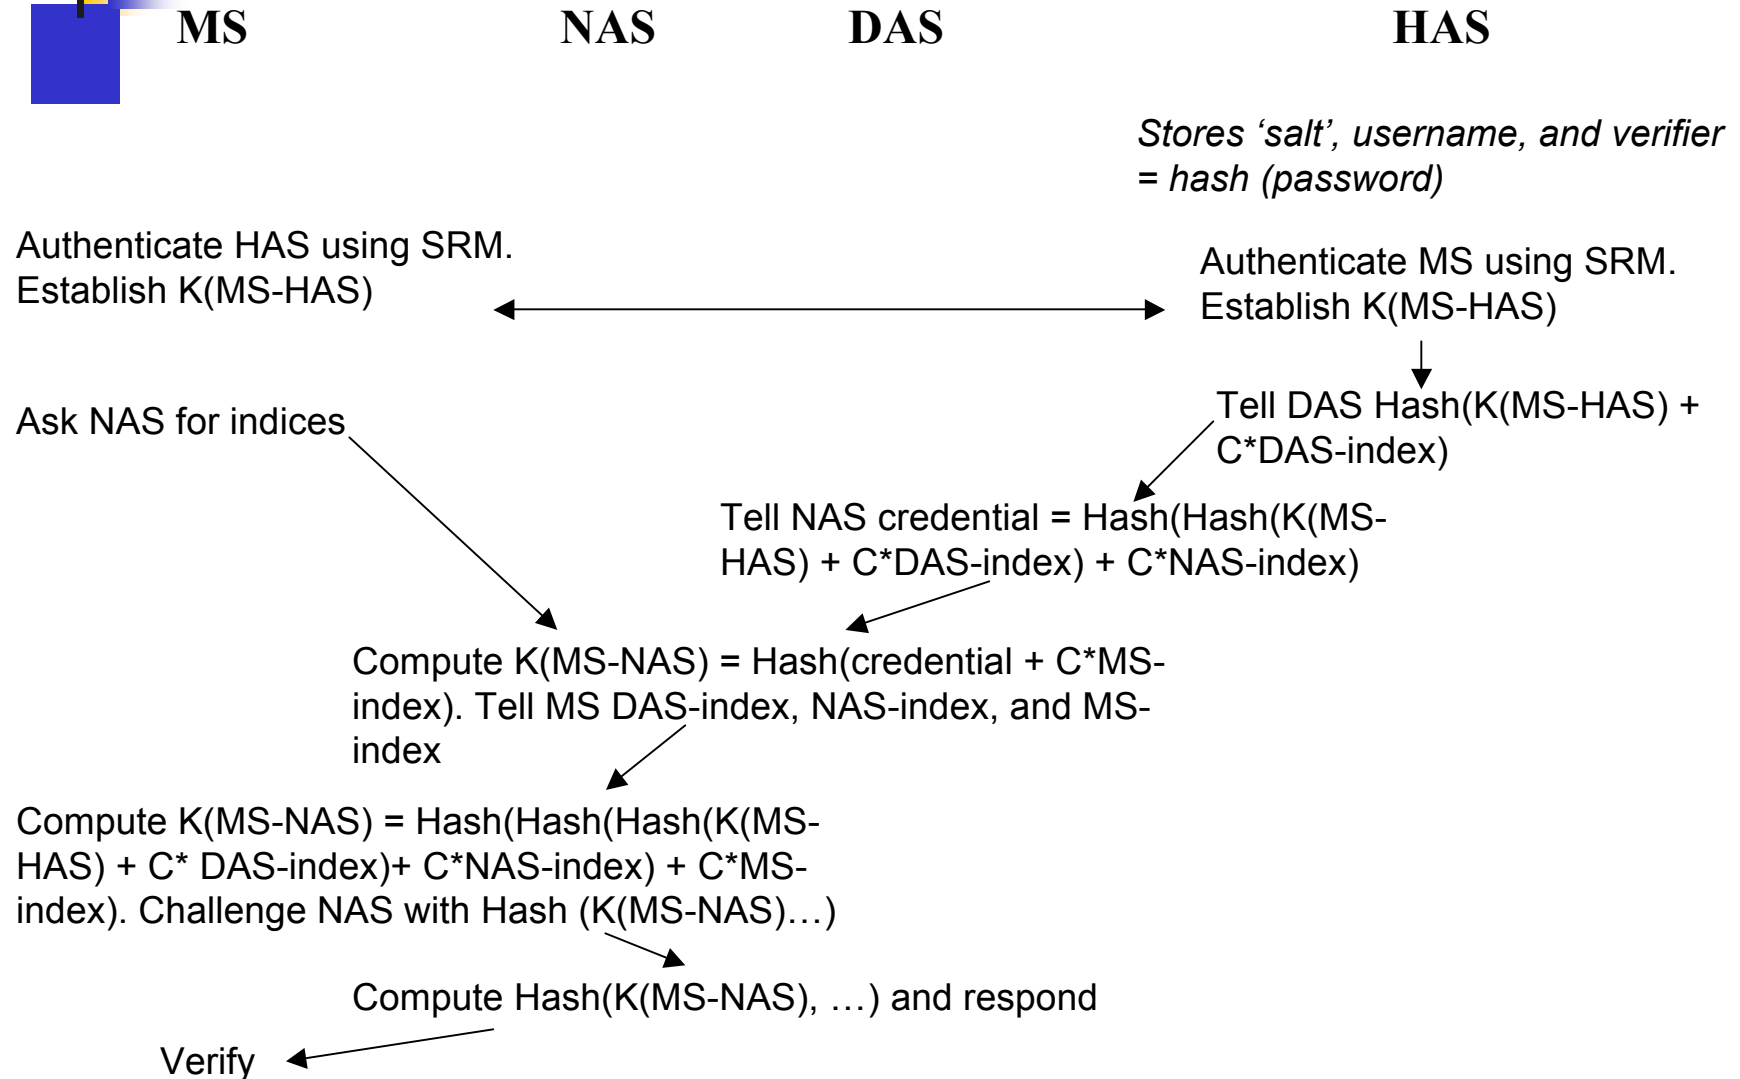 MS NAS DAS HAS
Stores ‘salt’, username, and verifier
= hash (password)
Authenticate HAS using SRM.
Establish K(MS-HAS)
Authenticate MS using SRM.
Establish K(MS-HAS)
Ask NAS for indices
Tell DAS Hash(K(MS-HAS) +
C*DAS-index)
Tell NAS credential = Hash(Hash(K(MS-
HAS) + C*DAS-index) + C*NAS-index)
Compute K(MS-NAS) = Hash(credential + C*MS-
index). Tell MS DAS-index, NAS-index, and MS-
index
Compute K(MS-NAS) = Hash(Hash(Hash(K(MS-
HAS) + C* DAS-index)+ C*NAS-index) + C*MS-
index). Challenge NAS with Hash (K(MS-NAS)…)
Compute Hash(K(MS-NAS), …) and respond
Verify